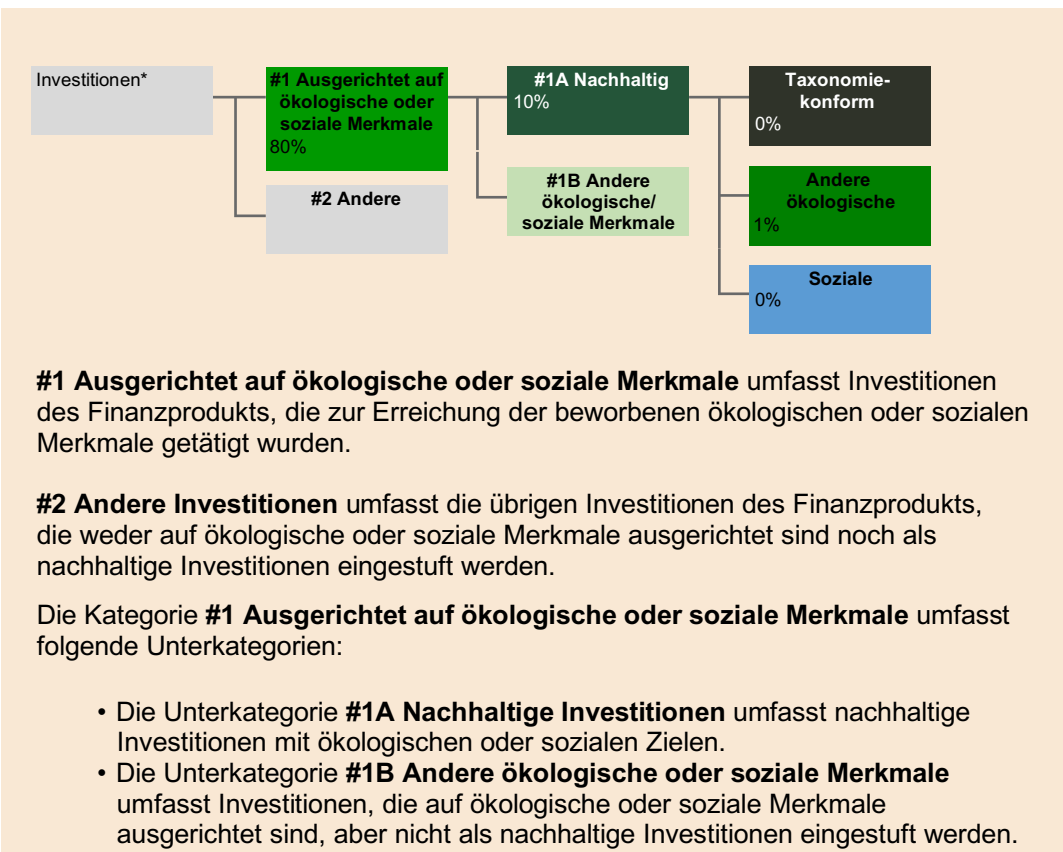 Investitionen*
#1 Ausgerichtet auf
ökologische oder
soziale Merkmale
80%
#2 Andere
#1A Nachhaltig
10%
#1B Andere
ökologische/
soziale Merkmale
Taxonomie-
konform
0%
Andere
ökologische
1%
Soziale
0%
#1 Ausgerichtet auf ökologische oder soziale Merkmale umfasst Investitionen
des Finanzprodukts, die zur Erreichung der beworbenen ökologischen oder sozialen
Merkmale getätigt wurden.
#2 Andere Investitionen umfasst die übrigen Investitionen des Finanzprodukts,
die weder auf ökologische oder soziale Merkmale ausgerichtet sind noch als
nachhaltige Investitionen eingestuft werden.
Die Kategorie #1 Ausgerichtet auf ökologische oder soziale Merkmale umfasst
folgende Unterkategorien:
• Die Unterkategorie #1A Nachhaltige Investitionen umfasst nachhaltige
Investitionen mit ökologischen oder sozialen Zielen.
• Die Unterkategorie #1B Andere ökologische oder soziale Merkmale
umfasst Investitionen, die auf ökologische oder soziale Merkmale
ausgerichtet sind, aber nicht als nachhaltige Investitionen eingestuft werden.